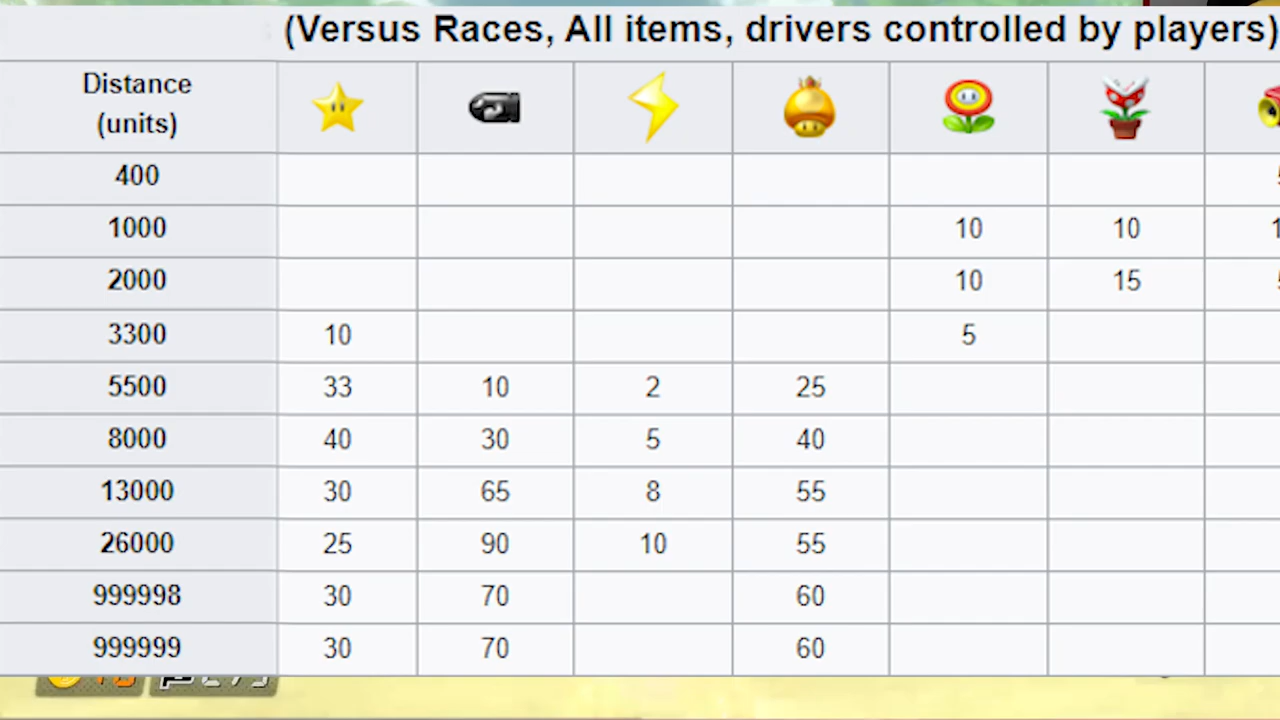 (Versus Races, All items, drivers controlled by players)
Distance
(units)
400
1000 10 10
2000 10 15
3300 10 5
5500 33 10 2 25
8000 40 30 5 40
13000 30 65 8 55
26000 25 90 10 55
999998 30 70 60
999999 30 70 60